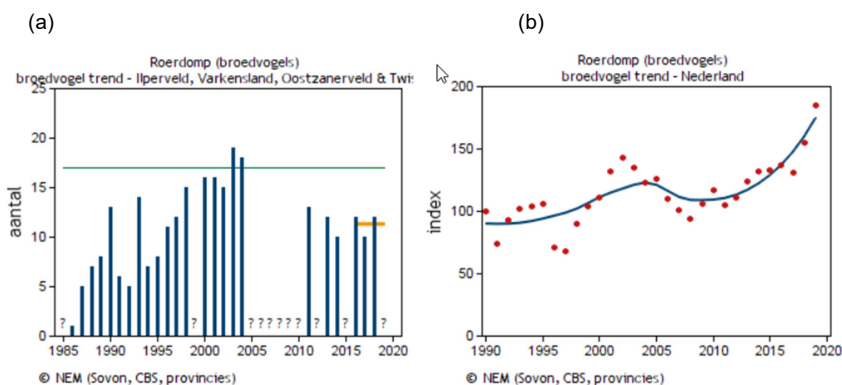 (a)
(b)
Roerdomp (broedvogels)
broedvogel trend - Ilperveld, Varkensland, Oostzanerveld & Twis
25
20
15
10
5
0
aantal
? ? ? ? ? ? ? ? ? ? ?
1985 1990 1995 2000 2005 2010 2015 2020
© NEM (Sovon, CBS, provincies)
Roerdomp (broedvogels)
broedvogel trend - Nederland
200
150
100
50
0
index
1990 1995 2000 2005 2010 2015 2020
© NEM (Sovon, CBS, provincies)